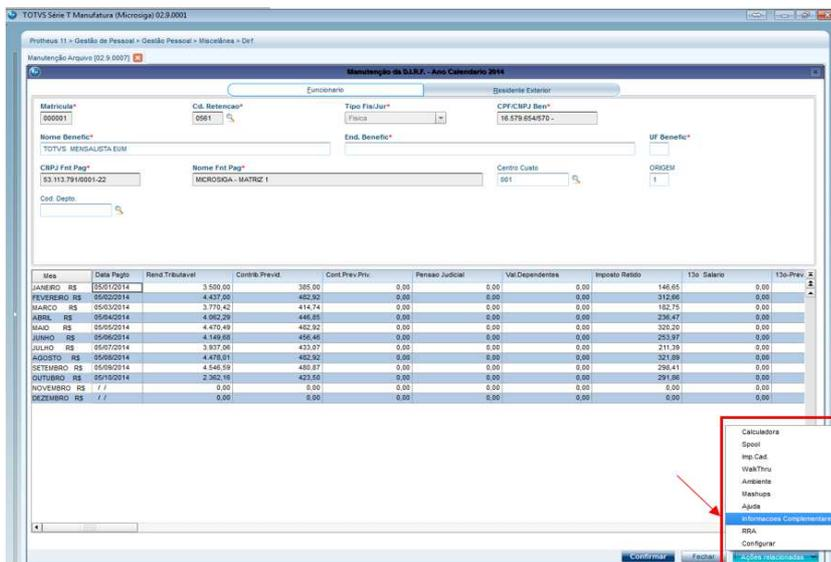 TOTVS Série T Manufatura (Microsiga) 02.9.0001
Protheus 11 > Gestão de Pessoal > Gestão Pessoal > Miscelânea > Dirf
Manutenção Arquivo [02.9.0007]
Manutenção da D.I.R.F. - Ano Calendario 2014
Funcionario Residente Exterior
Matricula* Cd. Retencao* Tipo Fis/Jur* CPF/CNPJ Ben*
000001 0561 Fisica 16.579.654/570 -
Nome Benefic* End. Benefic* UF Benefic*
TOTVS MENSALISTA EUM
CNPJ Fnt Pag* Nome Fnt Pag* Centro Custo ORIGEM
53.113.791/0001-22 MICROSIGA - MATRIZ 1 001 1
Cod. Depto.
Mes Data Pagto Rend.Tributavel Contrib.Previd. Cont.Prev.Priv. Pensao Judicial Val.Dependentes Imposto Retido 13o Salario 13o-Prev
JANEIRO R$ 05/01/2014 3.500,00 385,00 0,00 0,00 0,00 146,65 0,00
FEVEREIRO R$ 05/02/2014 4.437,00 482,92 0,00 0,00 0,00 312,66 0,00
MARCO R$ 05/03/2014 3.770,42 414,74 0,00 0,00 0,00 182,75 0,00
ABRIL R$ 05/04/2014 4.062,29 446,85 0,00 0,00 0,00 236,47 0,00
MAIO R$ 05/05/2014 4.470,49 482,92 0,00 0,00 0,00 320,20 0,00
JUNHO R$ 05/06/2014 4.149,68 456,46 0,00 0,00 0,00 253,97 0,00
JULHO R$ 05/07/2014 3.937,06 433,07 0,00 0,00 0,00 211,39 0,00
AGOSTO R$ 05/08/2014 4.478,01 482,92 0,00 0,00 0,00 321,89 0,00
SETEMBRO R$ 05/09/2014 4.546,59 480,87 0,00 0,00 0,00 298,41 0,00
OUTUBRO R$ 05/10/2014 2.362,16 423,50 0,00 0,00 0,00 291,86 0,00
NOVEMBRO R$ / / 0,00 0,00 0,00 0,00 0,00 0,00 0,00
DEZEMBRO R$ / / 0,00 0,00 0,00 0,00 0,00 0,00 0,00
Calculadora
Spool
Imp.Cad.
WalkThru
Ambiente
Mashups
Ajuda
Informacoes Complementare
RRA
Configurar
Confirmar Fechar Ações relacionadas